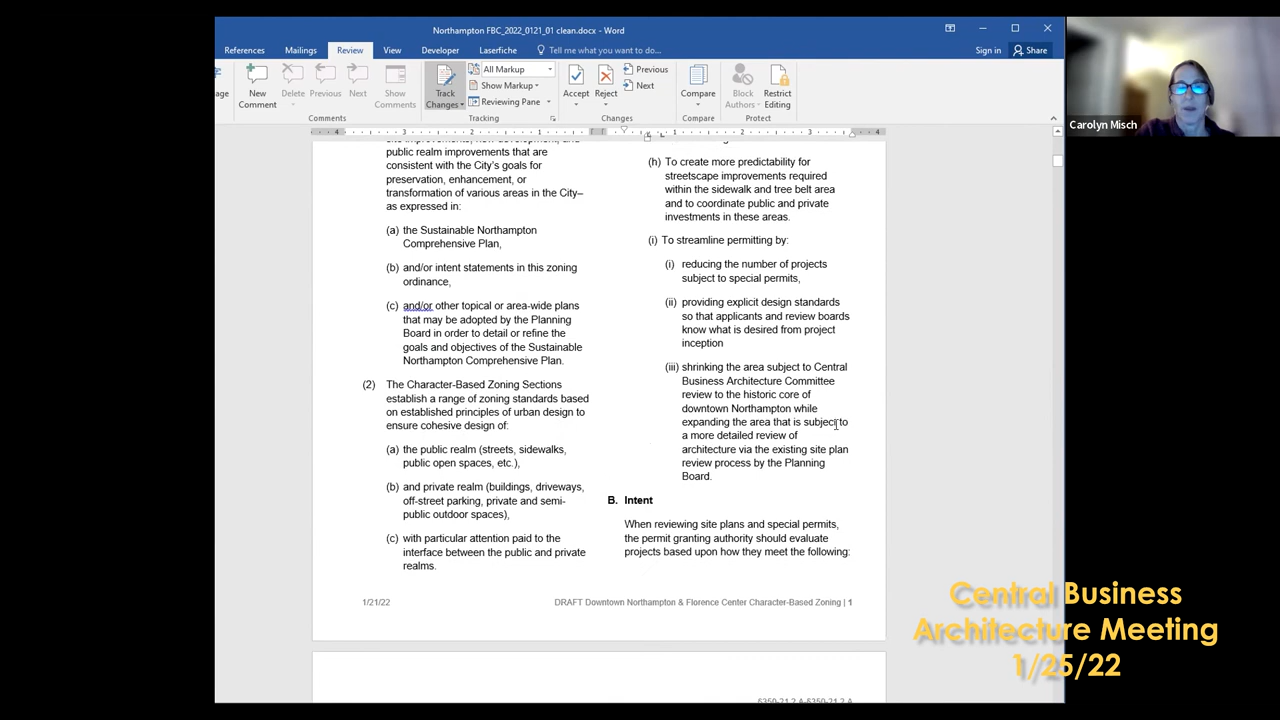 Northampton FBC_2022_0121_01 clean.docx - Word
References Mailings Review View Developer Laserfiche Tell me what you want to do... Sign in Share
New Comment
Delete
Previous
Next
Show Comments
Comments
Track Changes
All Markup
Show Markup
Reviewing Pane
Tracking
Accept
Reject
Previous
Next
Changes
Compare
Compare
Block Authors
Restrict Editing
Protect
Carolyn Misch
public realm improvements that are
consistent with the City's goals for
preservation, enhancement, or
transformation of various areas in the City–
as expressed in:
(a) the Sustainable Northampton
Comprehensive Plan,
(b) and/or intent statements in this zoning
ordinance,
(c) and/or other topical or area-wide plans
that may be adopted by the Planning
Board in order to detail or refine the
goals and objectives of the Sustainable
Northampton Comprehensive Plan.
(2) The Character-Based Zoning Sections
establish a range of zoning standards based
on established principles of urban design to
ensure cohesive design of:
(a) the public realm (streets, sidewalks,
public open spaces, etc.),
(b) and private realm (buildings, driveways,
off-street parking, private and semi-
public outdoor spaces),
(c) with particular attention paid to the
interface between the public and private
realms.
(h) To create more predictability for
streetscape improvements required
within the sidewalk and tree belt area
and to coordinate public and private
investments in these areas.
(i) To streamline permitting by:
(i) reducing the number of projects
subject to special permits,
(ii) providing explicit design standards
so that applicants and review boards
know what is desired from project
inception
(iii) shrinking the area subject to Central
Business Architecture Committee
review to the historic core of
downtown Northampton while
expanding the area that is subject to
a more detailed review of
architecture via the existing site plan
review process by the Planning
Board.
B. Intent
When reviewing site plans and special permits,
the permit granting authority should evaluate
projects based upon how they meet the following:
1/21/22
DRAFT Downtown Northampton & Florence Center Character-Based Zoning | 1
Central Business
Architecture Meeting
1/25/22